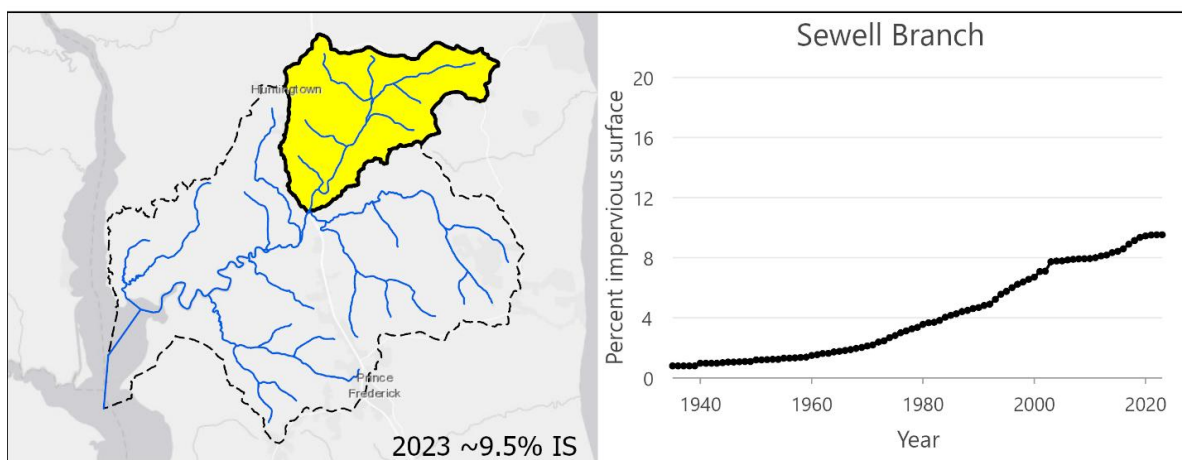 Huntingtown
Prince
Frederick
2023 ~9.5% IS
Sewell Branch
Percent impervious surface
20
16
12
8
4
0
1940 1960 1980 2000 2020
Year